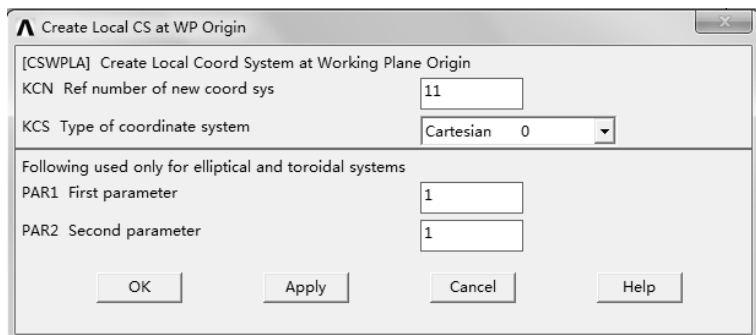 Create Local CS at WP Origin
[CSWPLA] Create Local Coord System at Working Plane Origin
KCN Ref number of new coord sys 11
KCS Type of coordinate system Cartesian 0
Following used only for elliptical and toroidal systems
PAR1 First parameter 1
PAR2 Second parameter 1
OK Apply Cancel Help